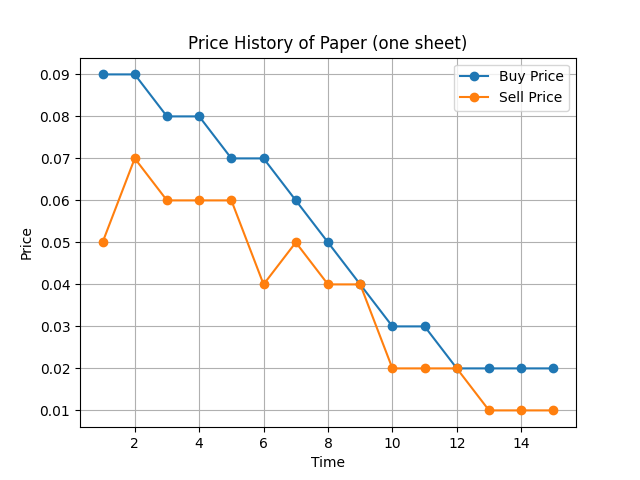 Price History of Paper (one sheet)
Buy Price
Sell Price
Price
0.09
0.08
0.07
0.06
0.05
0.04
0.03
0.02
0.01
2 4 6 8 10 12 14
Time